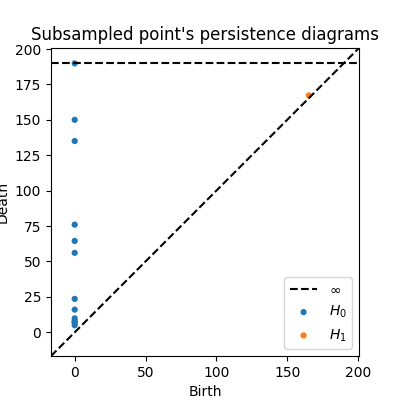 Subsampled point's persistence diagrams
200
175
150
125
100
75
50
25
0
Death
∞
H₀
H₁
0 50 100 150 200
Birth